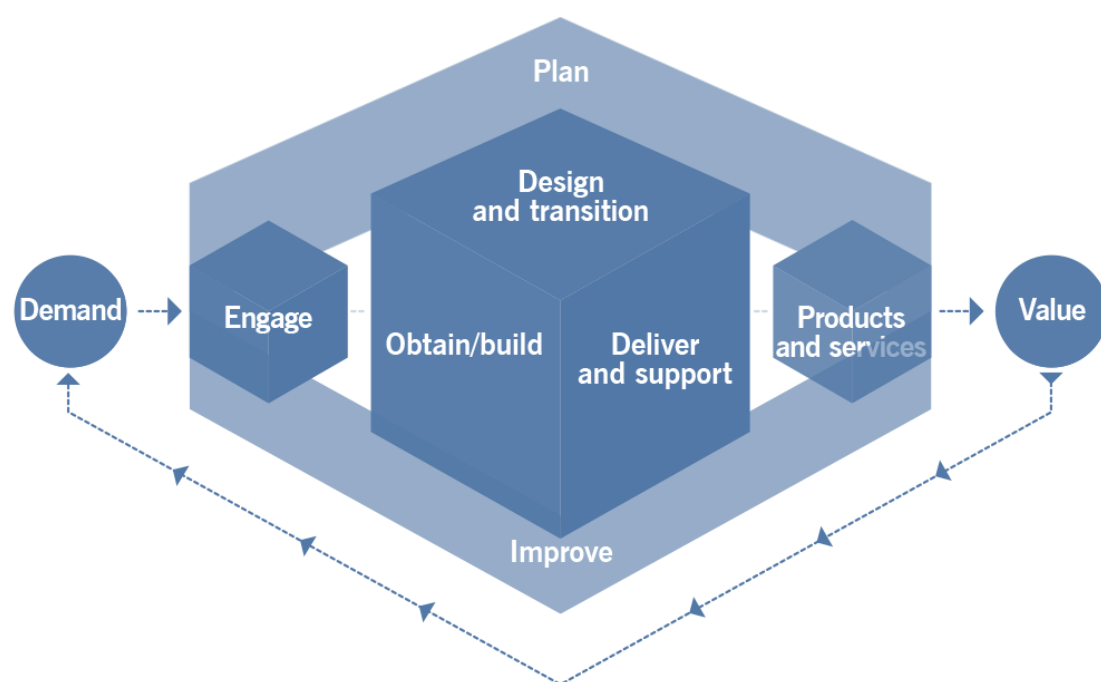 Plan
Design
and transition
Demand
Engage
Obtain/build
Deliver
and support
Products
and services
Value
Improve